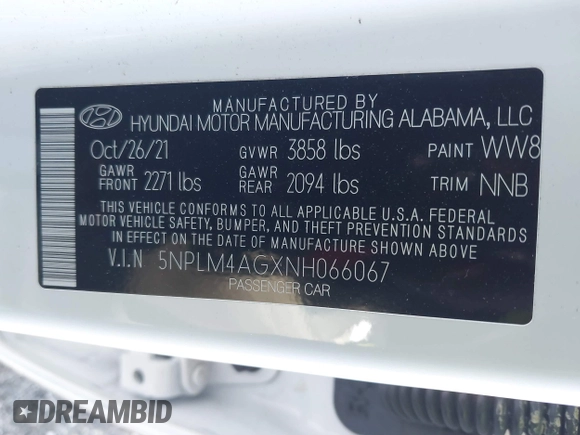 MANUFACTURED BY
HYUNDAI MOTOR MANUFACTURING ALABAMA, LLC
Oct/26/21 GVWR 3858 lbs PAINT WW8
GAWR FRONT 2271 lbs GAWR REAR 2094 lbs TRIM NNB
THIS VEHICLE CONFORMS TO ALL APPLICABLE U.S.A. FEDERAL
MOTOR VEHICLE SAFETY, BUMPER, AND THEFT PREVENTION
STANDARDS IN EFFECT ON THE DATE OF MANUFACTURE SHOWN ABOVE.
V.I.N 5NPLM4AGXNH066067
PASSENGER CAR
DREAMBID